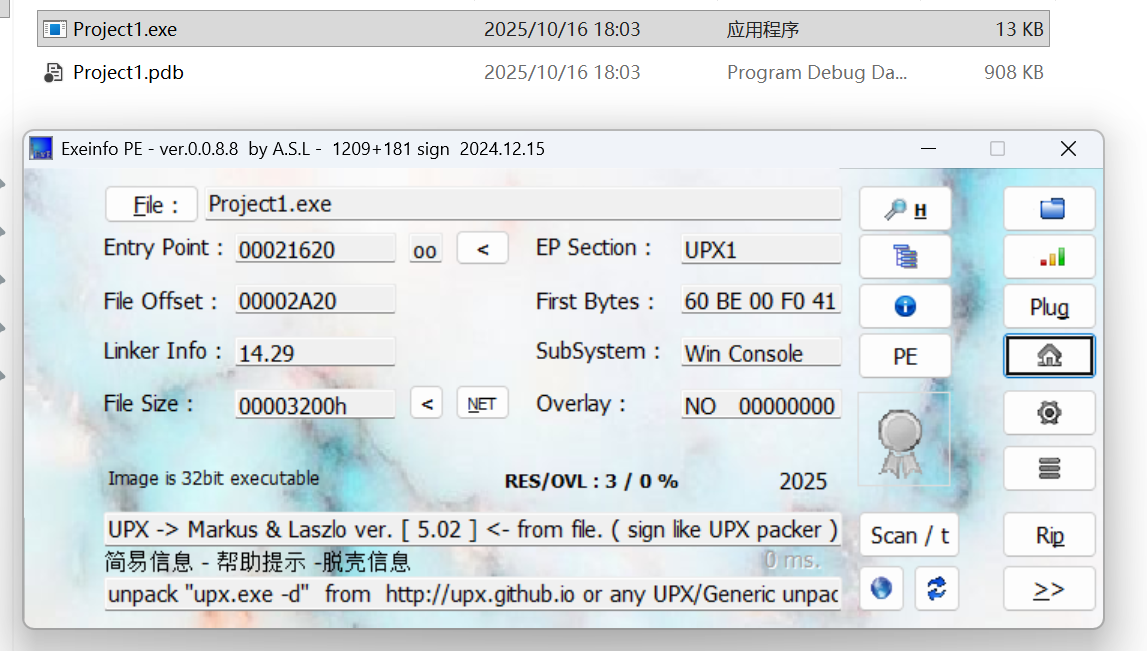 Project1.exe 2025/10/16 18:03 应用程序 13 KB
Project1.pdb 2025/10/16 18:03 Program Debug Da... 908 KB
Exeinfo PE - ver.0.0.8.8 by A.S.L - 1209+181 sign 2024.12.15
File : Project1.exe H
Entry Point : 00021620 oo < EP Section : UPX1
File Offset : 00002A20 First Bytes : 60 BE 00 F0 41 Plug
Linker Info : 14.29 SubSystem : Win Console PE
File Size : 00003200h < NET Overlay : NO 00000000
Image is 32bit executable RES/OVL : 3 / 0 % 2025
UPX -> Markus & Laszlo ver. [ 5.02 ] <- from file. ( sign like UPX packer ) Scan / t Rip
简易信息 - 帮助提示 -脱壳信息 0 ms.
unpack "upx.exe -d" from http://upx.github.io or any UPX/Generic unpac >>